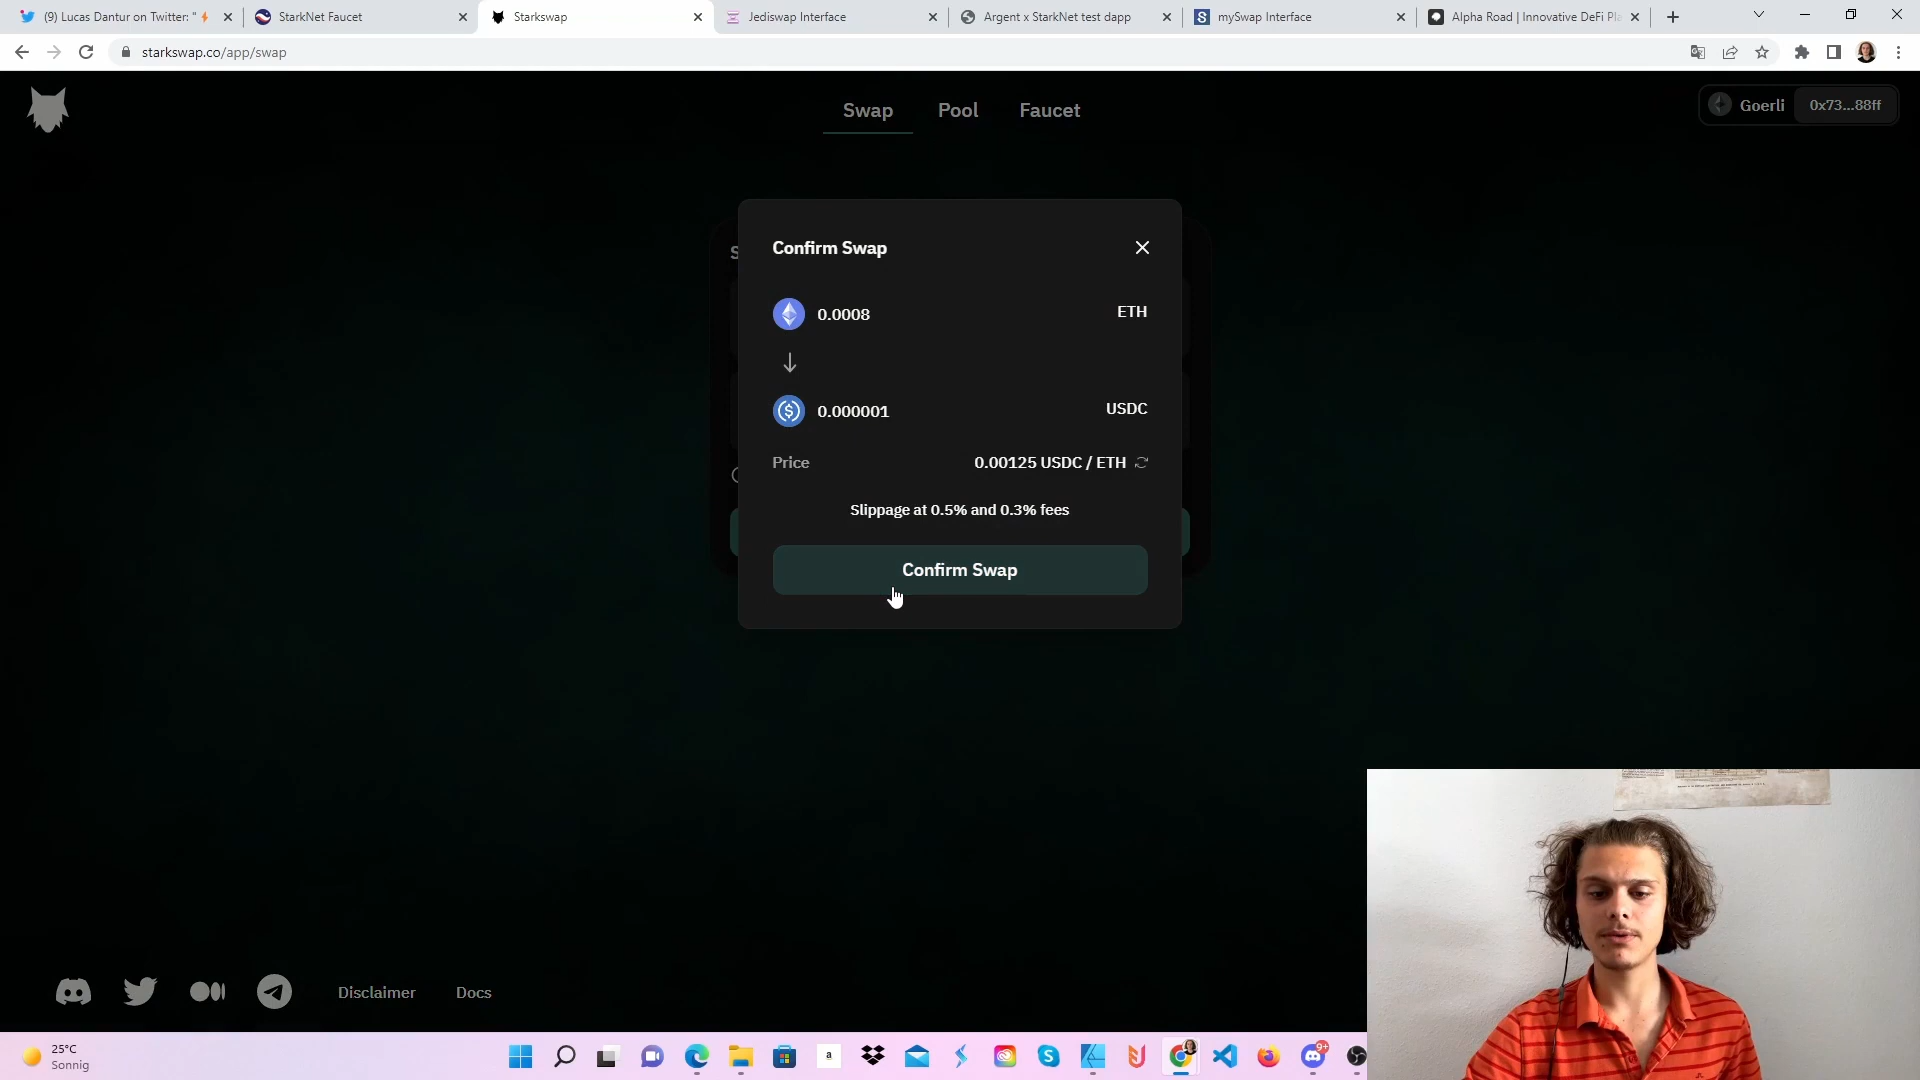 (9) Lucas Dantur on Twitter: "
StarkNet Faucet
Starkswap
Jediswap Interface
Argent x StarkNet test dapp
mySwap Interface
Alpha Road | Innovative DeFi Pla
starkswap.co/app/swap
Swap
Pool
Faucet
Goerli
0x73...88ff
Confirm Swap
0.0008
ETH
0.000001
USDC
Price
0.00125 USDC / ETH
Slippage at 0.5% and 0.3% fees
Confirm Swap
Disclaimer
Docs
25°C
Sonnig
9+